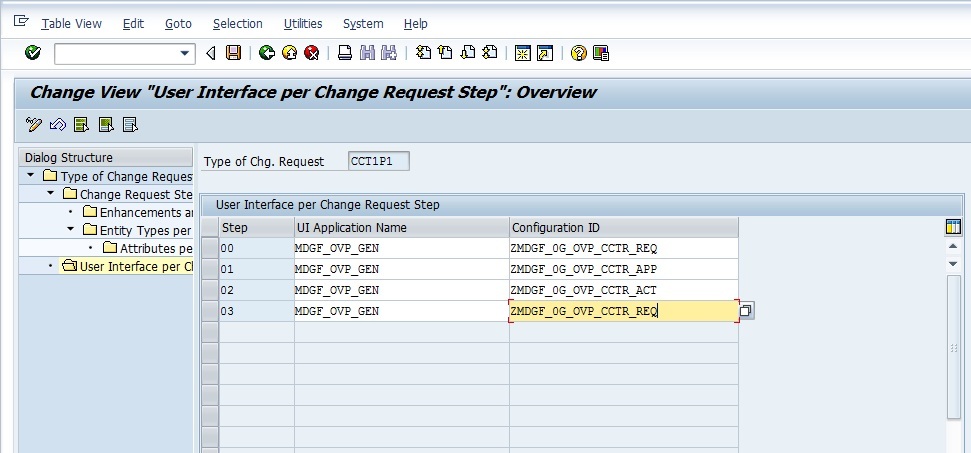 Table View Edit Goto Selection Utilities System Help
Change View "User Interface per Change Request Step": Overview
Dialog Structure
Type of Change Reques
Change Request Ste
Enhancements ar
Entity Types per
Attributes pe
User Interface per Cl
Type of Chg. Request CCT1P1
User Interface per Change Request Step
Step UI Application Name Configuration ID
00 MDGF_OVP_GEN ZMDGF_0G_OVP_CCTR_REQ
01 MDGF_OVP_GEN ZMDGF_0G_OVP_CCTR_APP
02 MDGF_OVP_GEN ZMDGF_0G_OVP_CCTR_ACT
03 MDGF_OVP_GEN ZMDGF_0G_OVP_CCTR_REQ